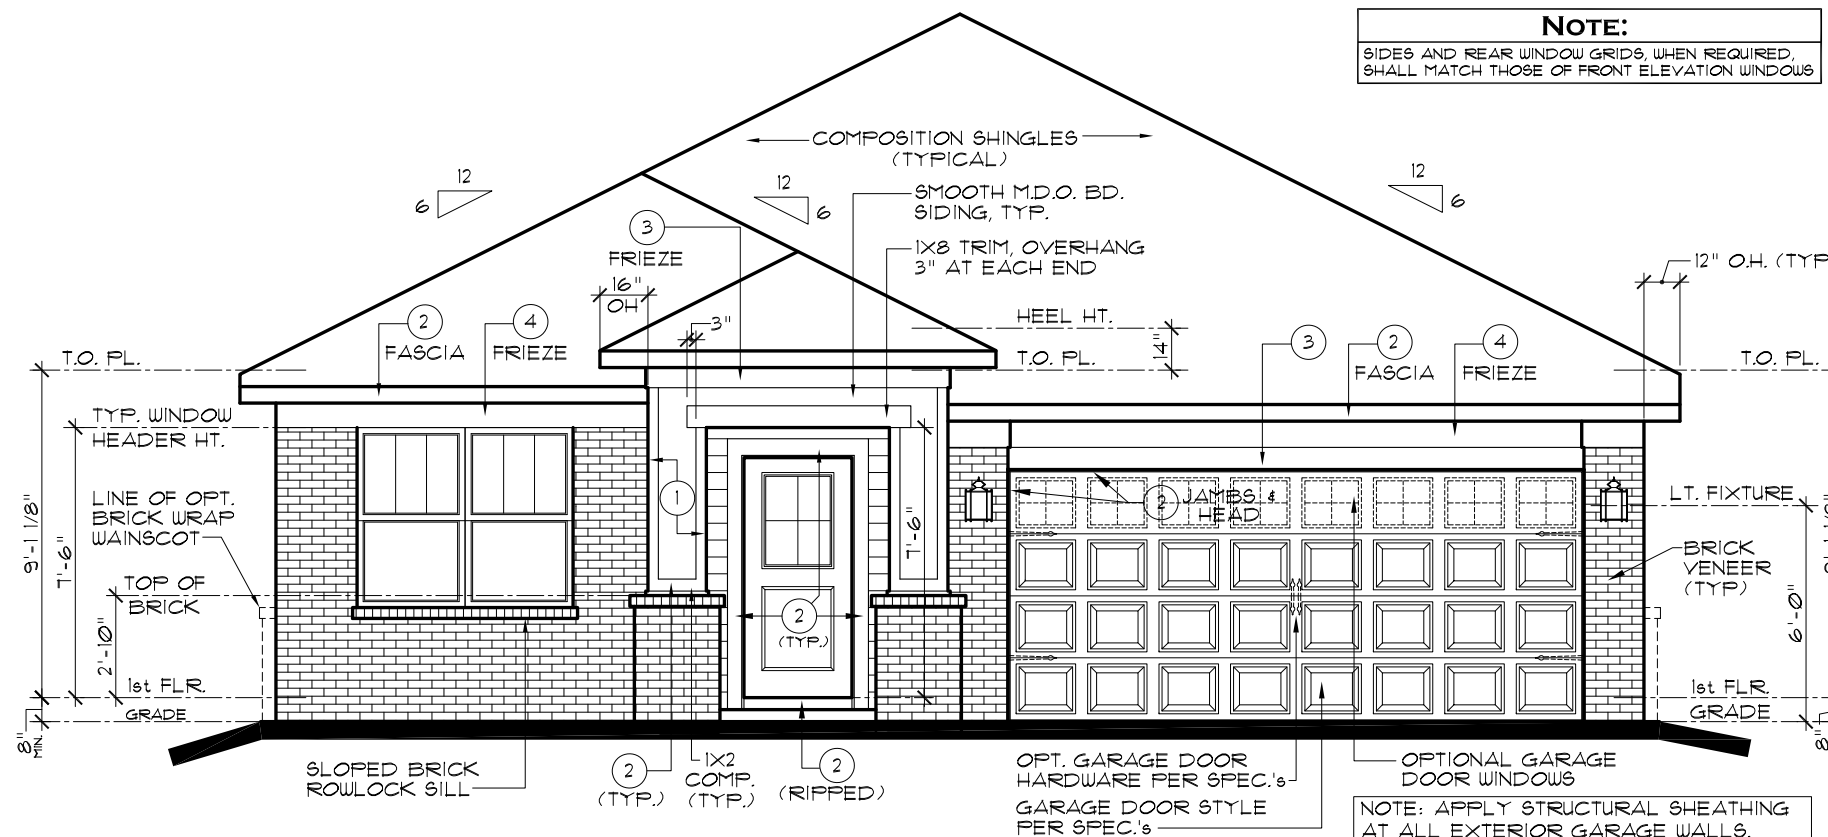 NOTE:
SIDES AND REAR WINDOW GRIDS, WHEN REQUIRED,
SHALL MATCH THOSE OF FRONT ELEVATION WINDOWS
COMPOSITION SHINGLES
(TYPICAL)
12
6
12
6
12
6
SMOOTH M.D.O. BD.
SIDING, TYP.
3
FRIEZE
1X8 TRIM, OVERHANG
3" AT EACH END
12" O.H. (TYP
16"
OH
3"
HEEL HT.
14"
2
FASCIA
4
FRIEZE
3
2
FASCIA
4
FRIEZE
T.O. PL.
T.O. PL.
T.O. PL.
TYP. WINDOW
HEADER HT.
9'-1 1/8"
7'-6"
LINE OF OPT.
BRICK WRAP
WAINSCOT
1
2
JAMBS &
HEAD
LT. FIXTURE
7'-6"
BRICK
VENEER
(TYP)
TOP OF
BRICK
2'-10"
2
(TYP.)
6'-0"
1st FLR.
GRADE
1st FLR.
GRADE
8"
MIN.
8"
SLOPED BRICK
ROWLOCK SILL
2
(TYP.)
1X2
COMP.
(TYP.)
2
(RIPPED)
OPT. GARAGE DOOR
HARDWARE PER SPEC.'s
GARAGE DOOR STYLE
PER SPEC.'s
OPTIONAL GARAGE
DOOR WINDOWS
NOTE: APPLY STRUCTURAL SHEATHING
AT ALL EXTERIOR GARAGE WALLS.